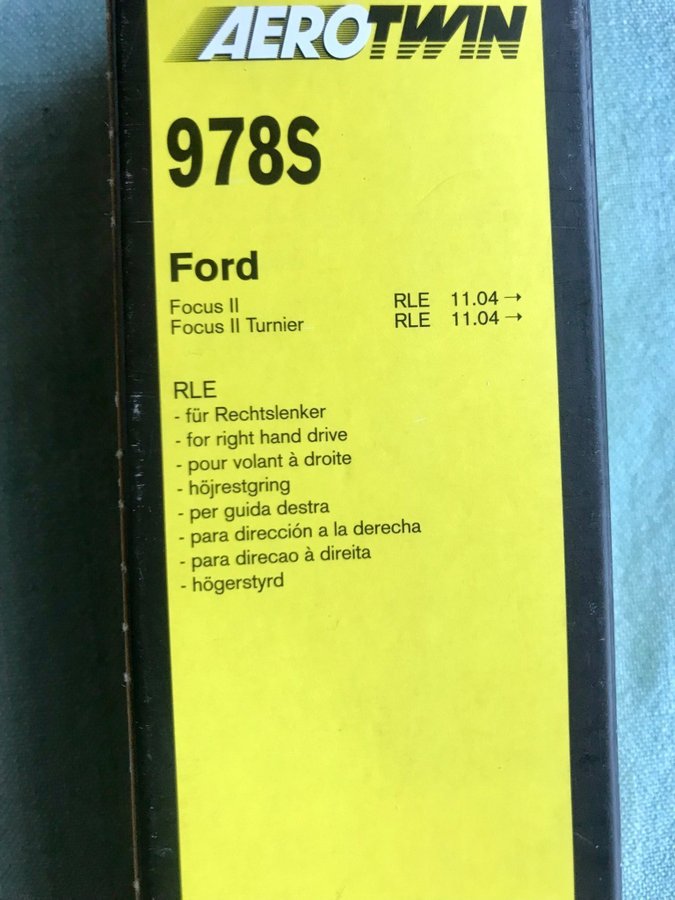 AEROTWIN
978S
Ford
Focus II RLE 11.04 →
Focus II Turnier RLE 11.04 →
RLE
- für Rechtslenker
- for right hand drive
- pour volant à droite
- höjrestgring
- per guida destra
- para dirección a la derecha
- para direcao à direita
- högerstyrd